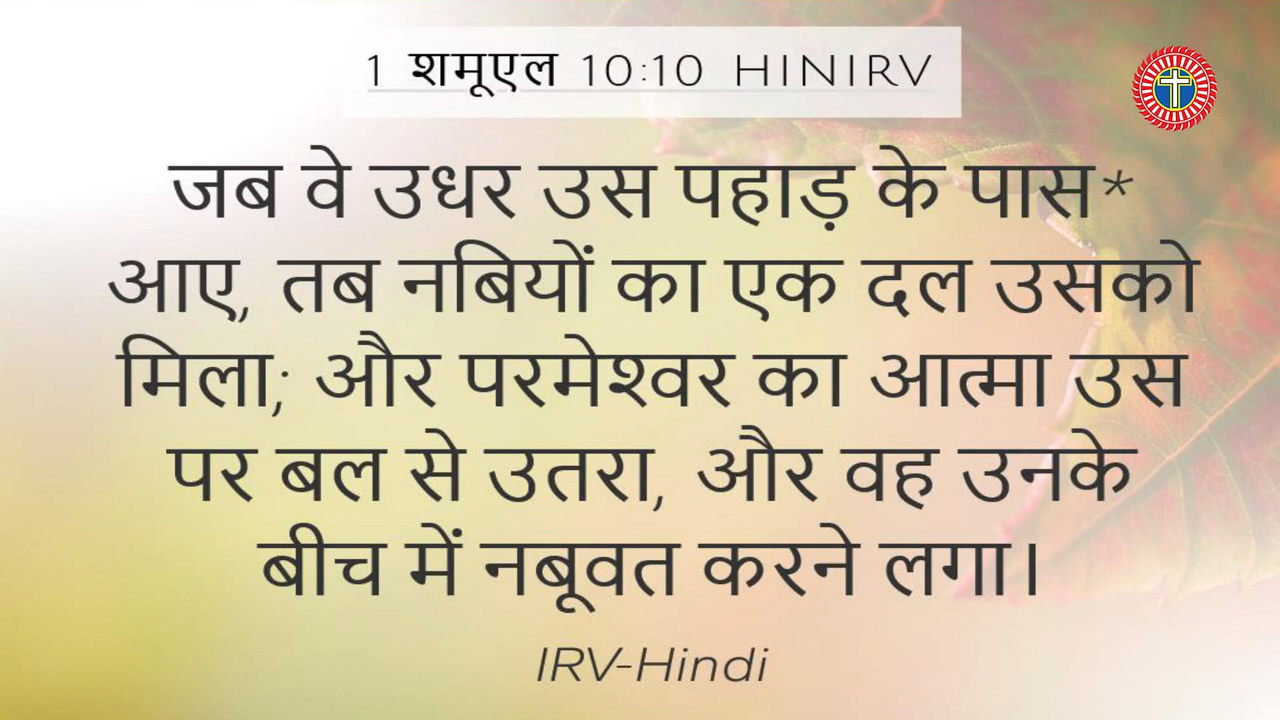 1 शमूएल 10:10 HINIRV
जब वे उधर उस पहाड़ के पास*
आए, तब नबियों का एक दल उसको
मिला; और परमेश्वर का आत्मा उस
पर बल से उतरा, और वह उनके
बीच में नबूवत करने लगा।
IRV-Hindi